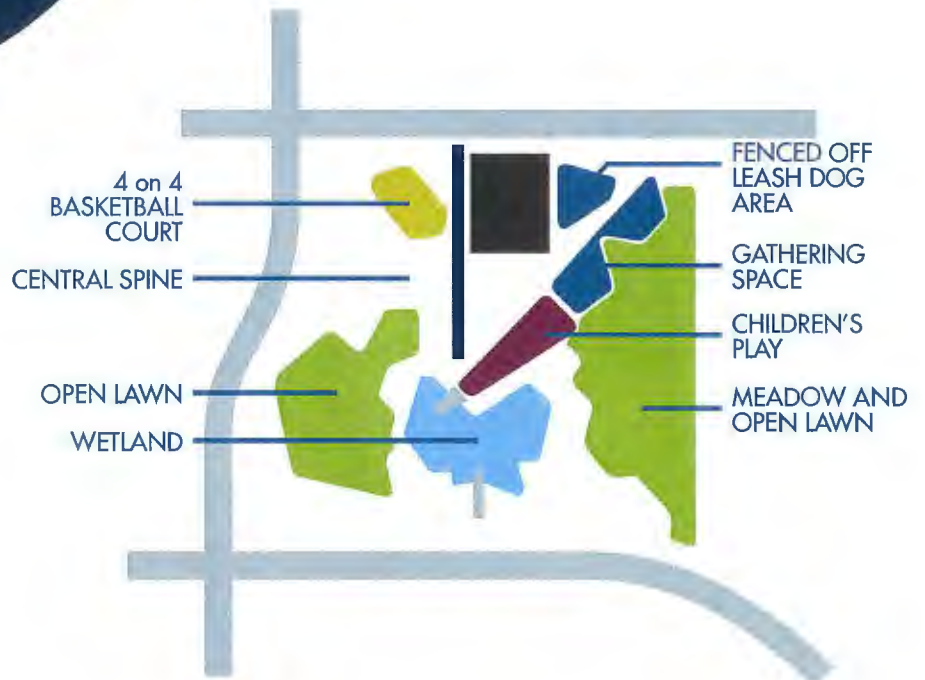 4 on 4
BASKETBALL
COURT
CENTRAL SPINE
OPEN LAWN
WETLAND
FENCED OFF
LEASH DOG
AREA
GATHERING
SPACE
CHILDREN'S
PLAY
MEADOW AND
OPEN LAWN